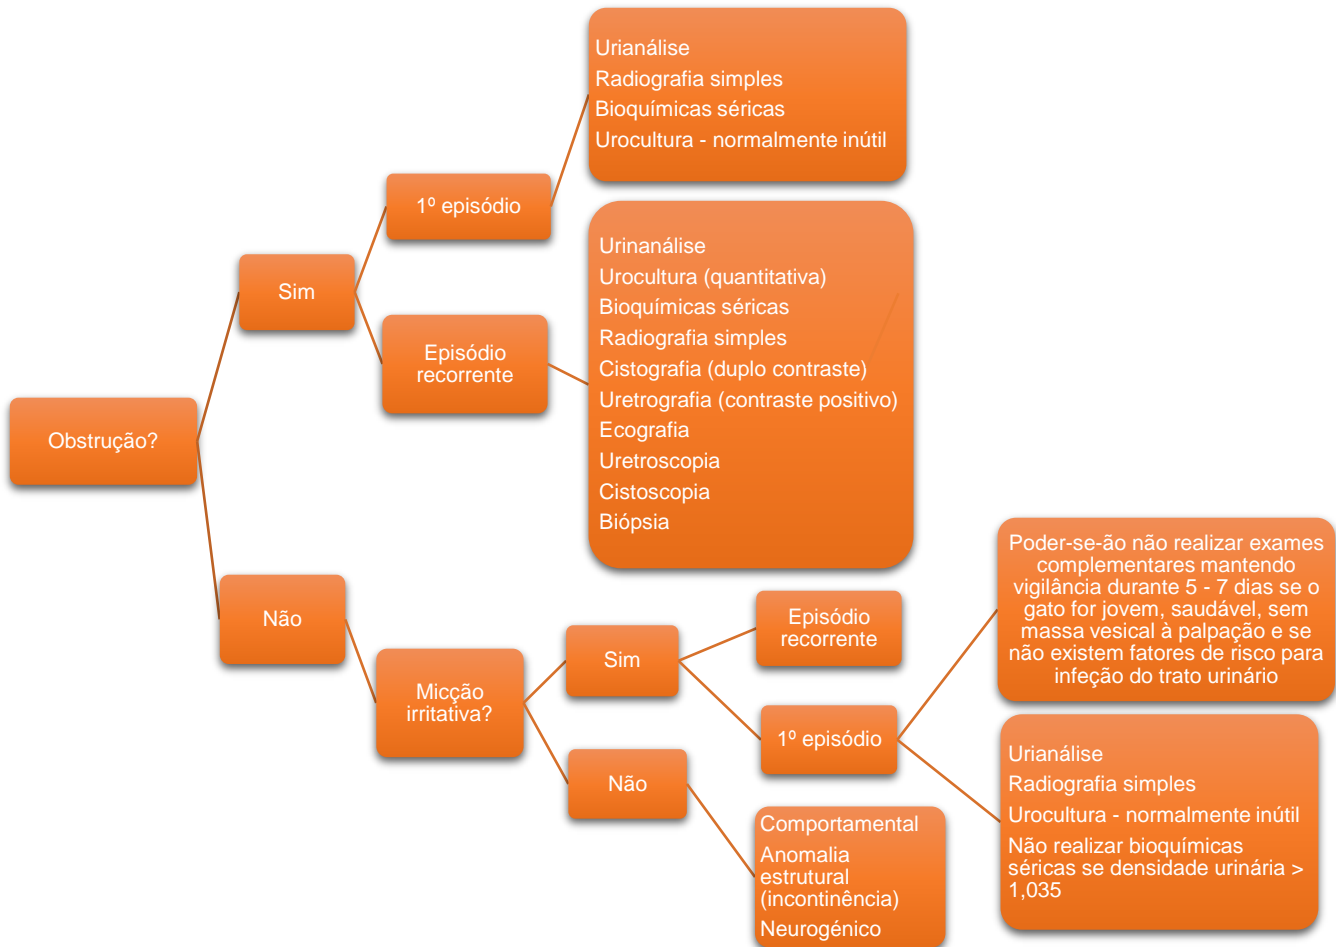 Obstrução?
Sim
1º episódio
Urianálise
Radiografia simples
Bioquímicas séricas
Urocultura - normalmente inútil
Episódio
recorrente
Urinanálise
Urocultura (quantitativa)
Bioquímicas séricas
Radiografia simples
Cistografia (duplo contraste)
Uretrografia (contraste positivo)
Ecografia
Uretroscopia
Cistoscopia
Biópsia
Não
Micção
irritativa?
Sim
Episódio
recorrente
1º episódio
Poder-se-ão não realizar exames
complementares mantendo
vigilância durante 5 - 7 dias se o
gato for jovem, saudável, sem
massa vesical à palpação e se
não existem fatores de risco para
infeção do trato urinário
Urianálise
Radiografia simples
Urocultura - normalmente inútil
Não realizar bioquímicas
séricas se densidade urinária >
1,035
Não
Comportamental
Anomalia
estrutural
(incontinência)
Neurogénico